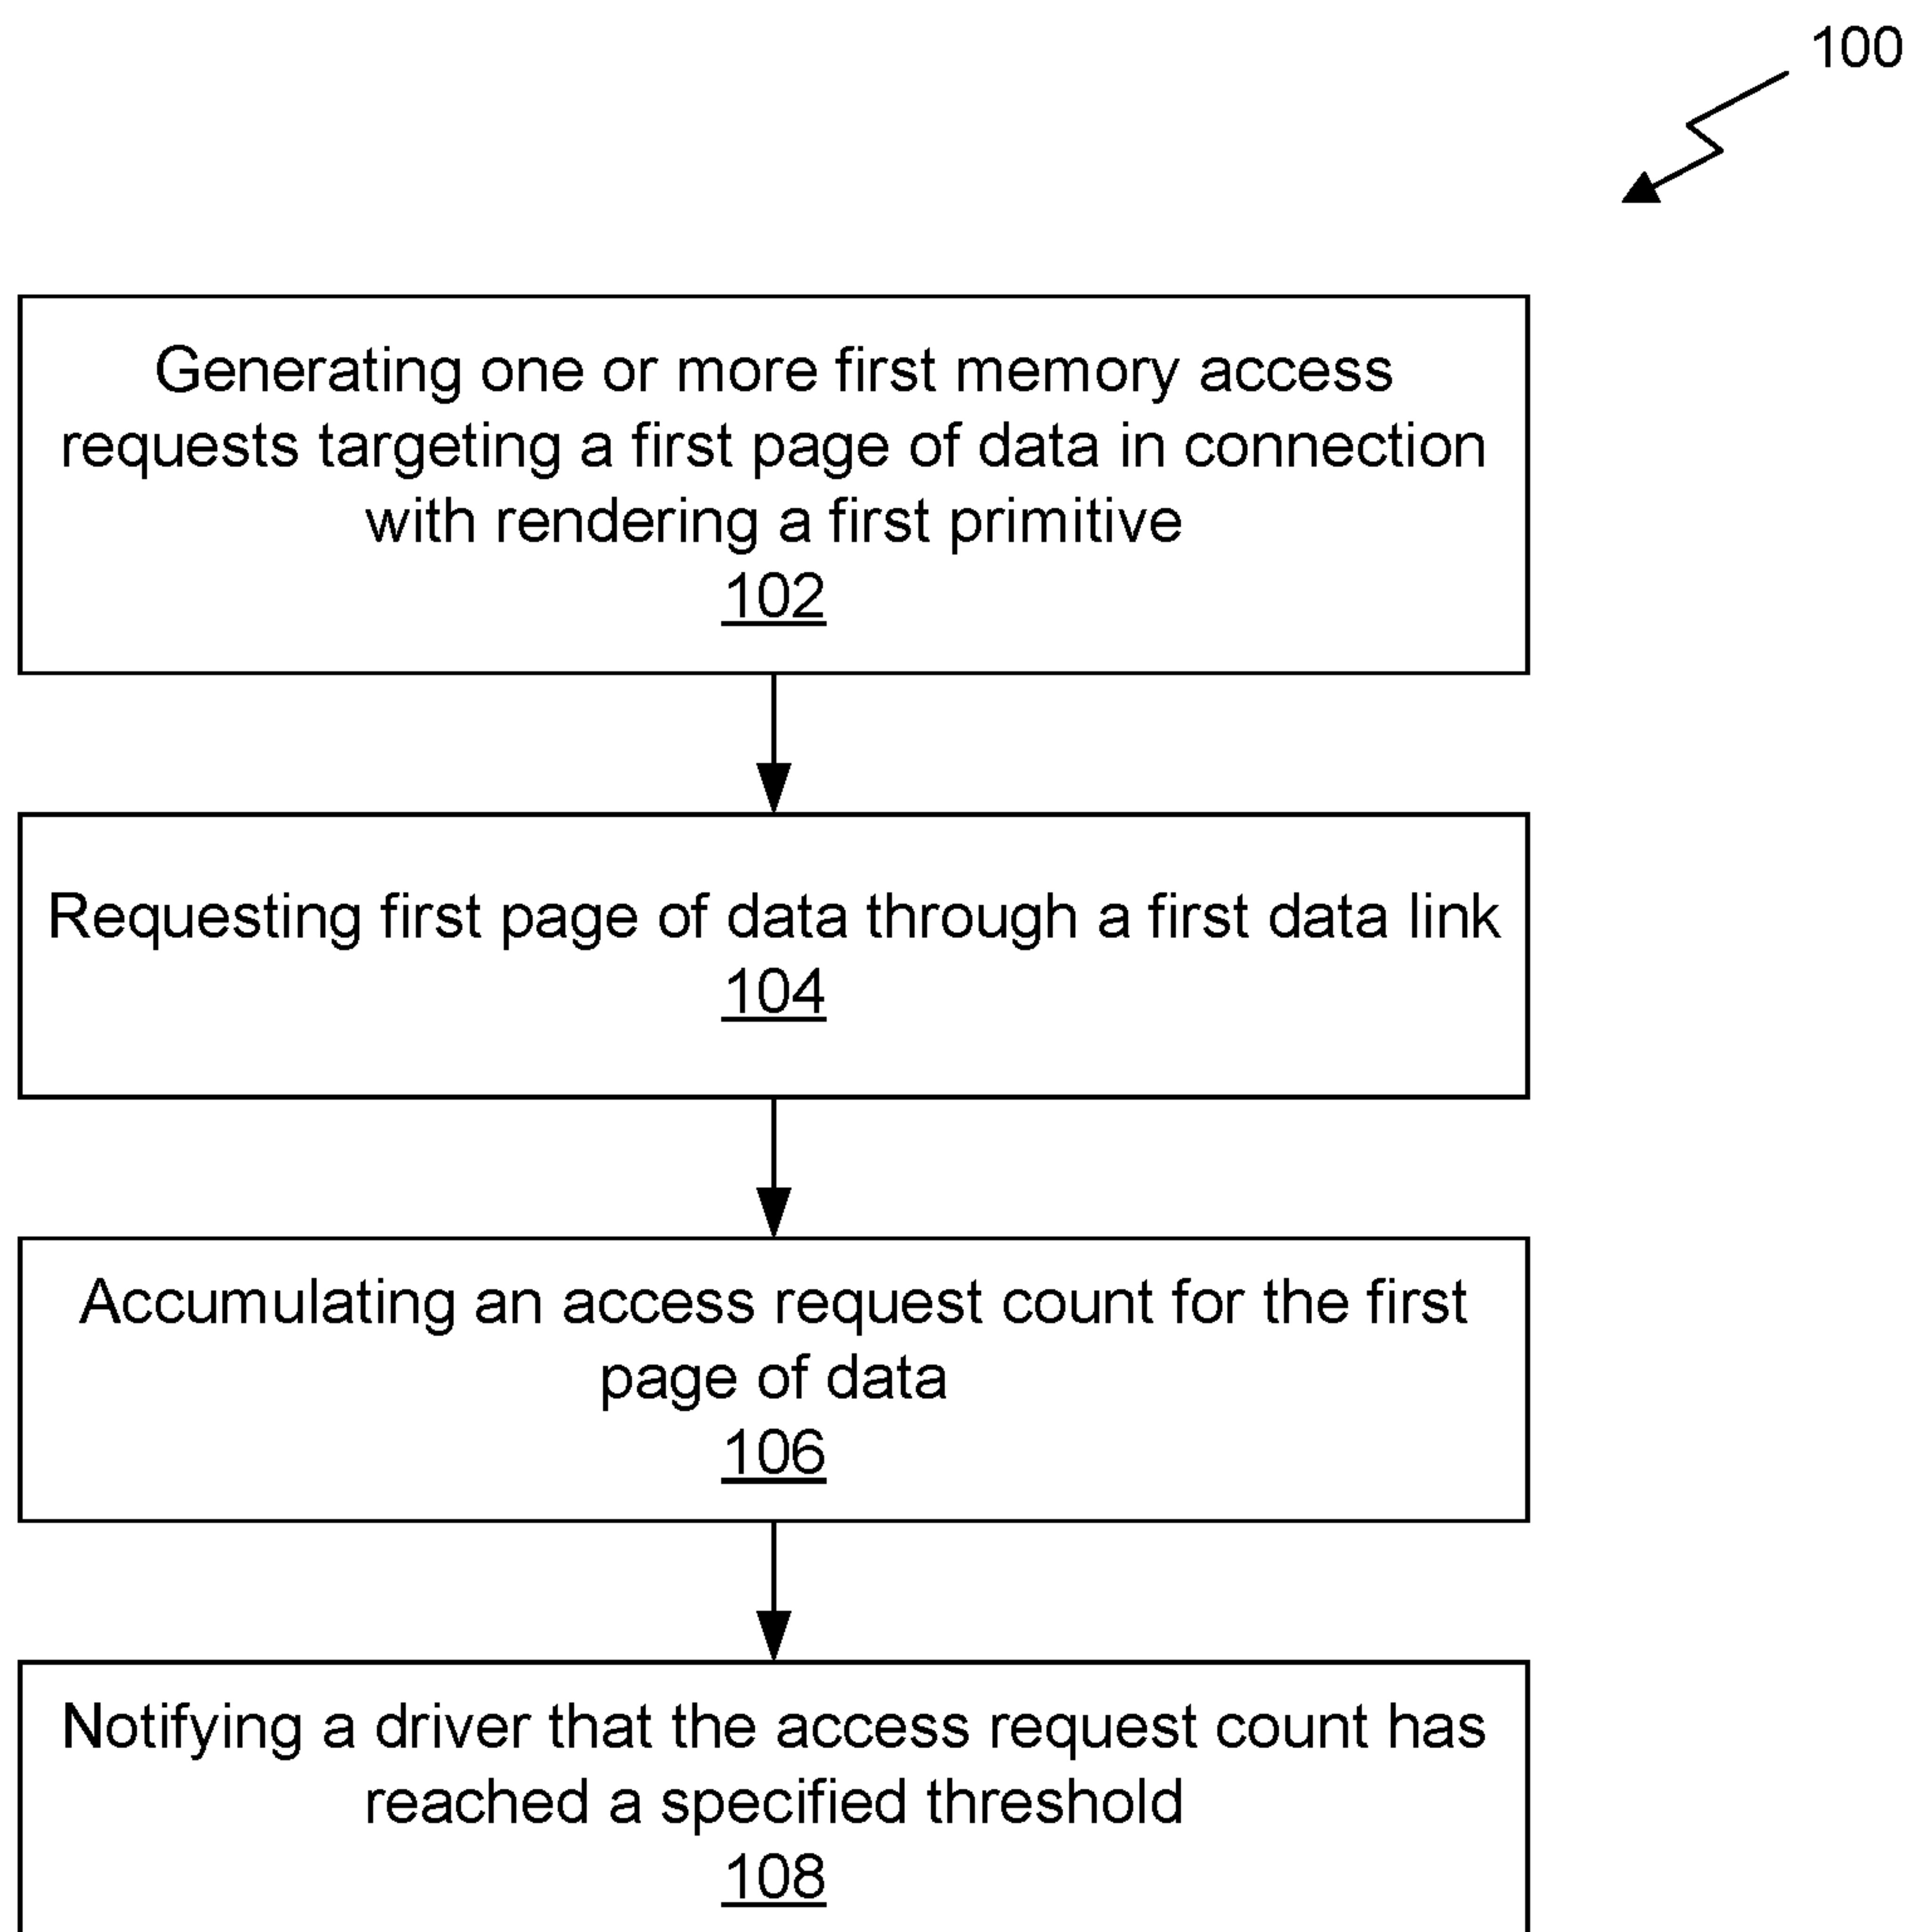 100
Generating one or more first memory access
requests targeting a first page of data in connection
with rendering a first primitive
102
Requesting first page of data through a first data link
104
Accumulating an access request count for the first
page of data
106
Notifying a driver that the access request count has
reached a specified threshold
108